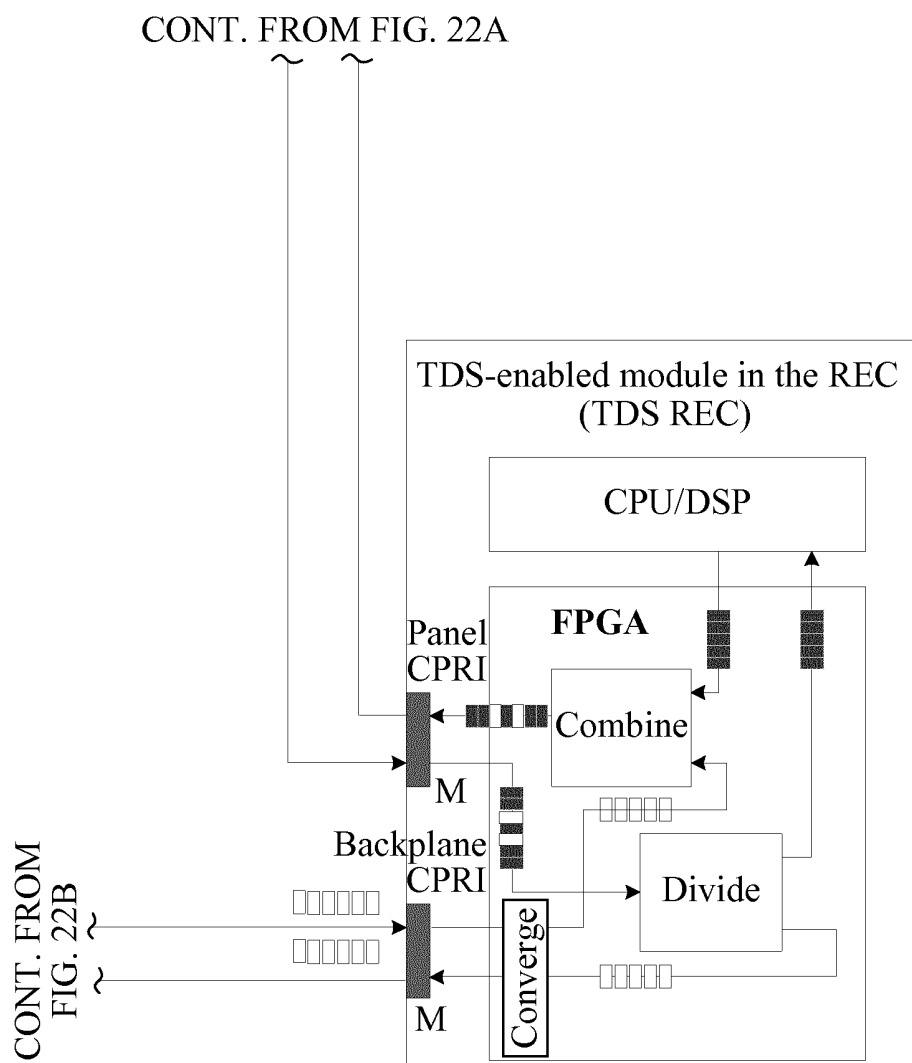 CONT. FROM FIG. 22A
TDS-enabled module in the REC
(TDS REC)
CPU/DSP
FPGA
Panel
CPRI
Combine
M
Backplane
CPRI
Divide
CONT. FROM
FIG. 22B
Converge
M